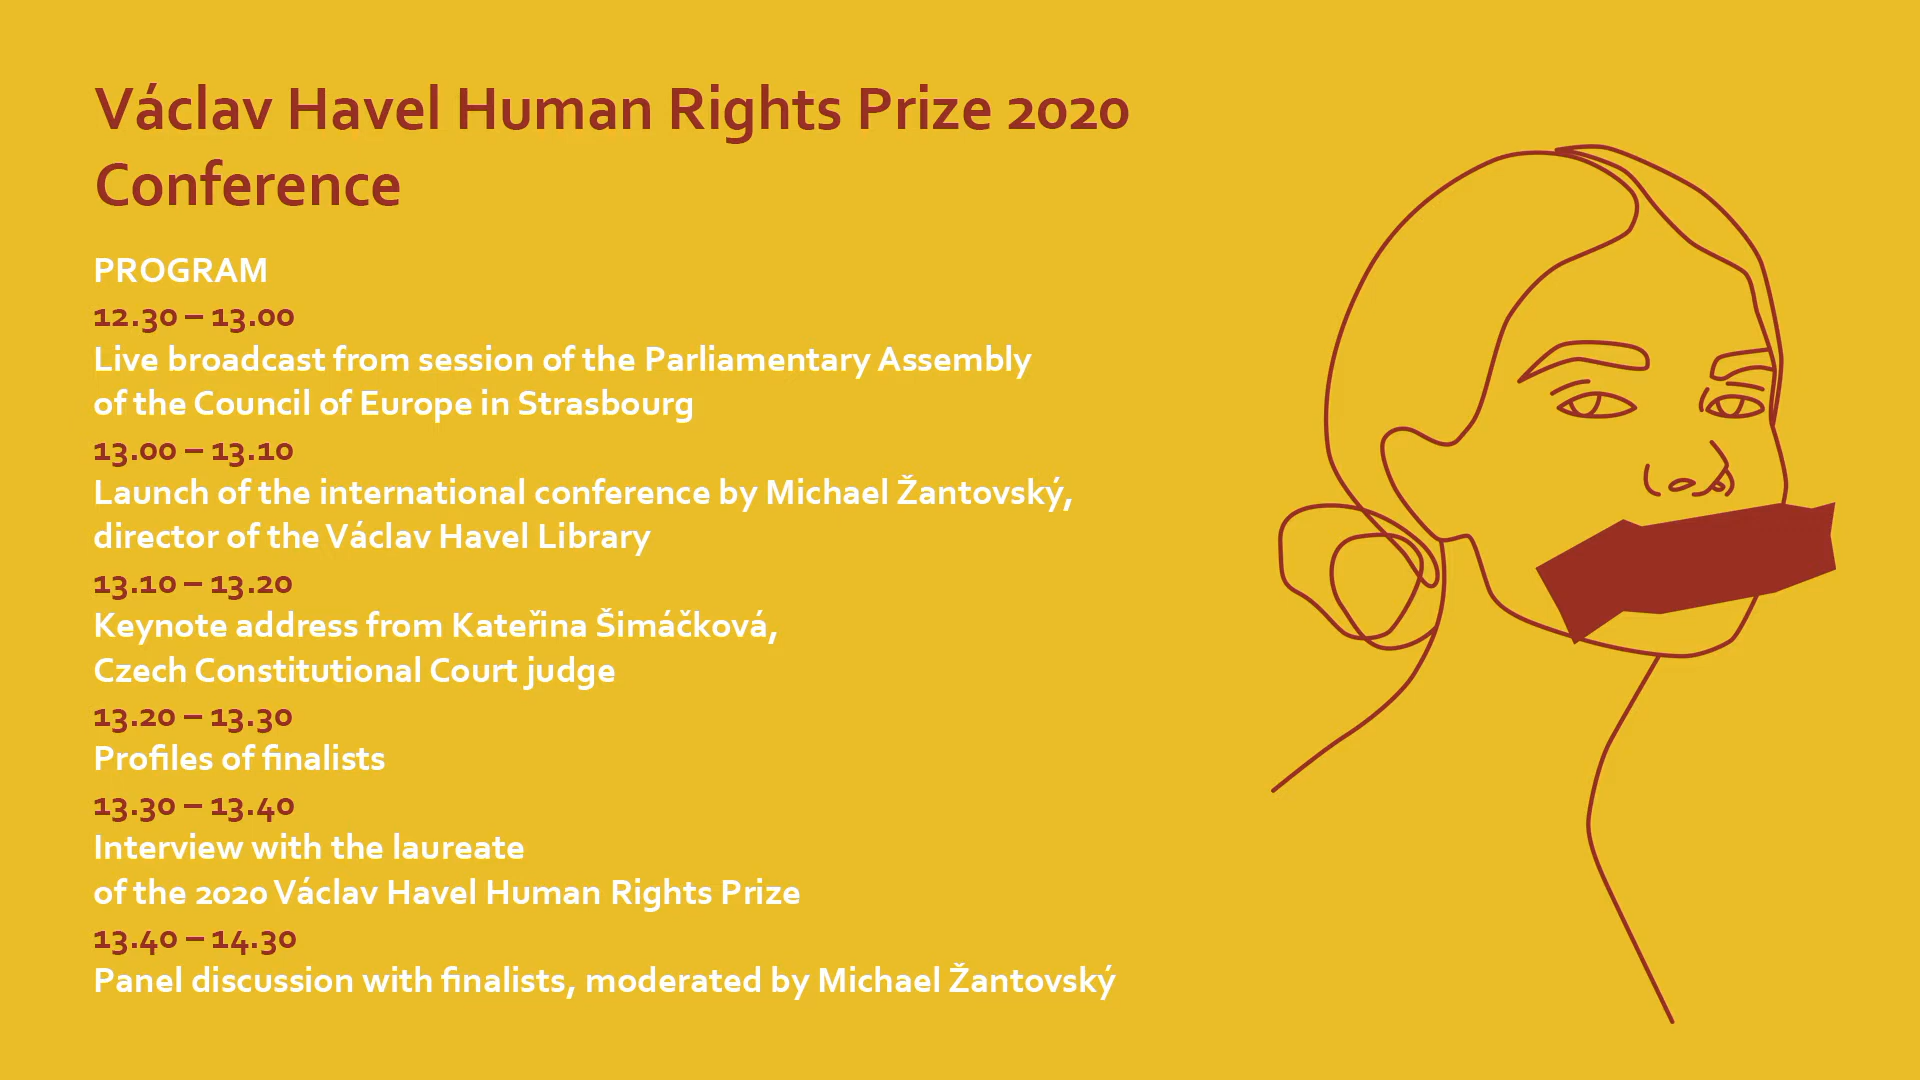 Václav Havel Human Rights Prize 2020
Conference
PROGRAM
12.30 – 13.00
Live broadcast from session of the Parliamentary Assembly
of the Council of Europe in Strasbourg
13.00 – 13.10
Launch of the international conference by Michael Žantovský,
director of the Václav Havel Library
13.10 – 13.20
Keynote address from Kateřina Šimáčková,
Czech Constitutional Court judge
13.20 – 13.30
Profiles of finalists
13.30 – 13.40
Interview with the laureate
of the 2020 Václav Havel Human Rights Prize
13.40 – 14.30
Panel discussion with finalists, moderated by Michael Žantovský